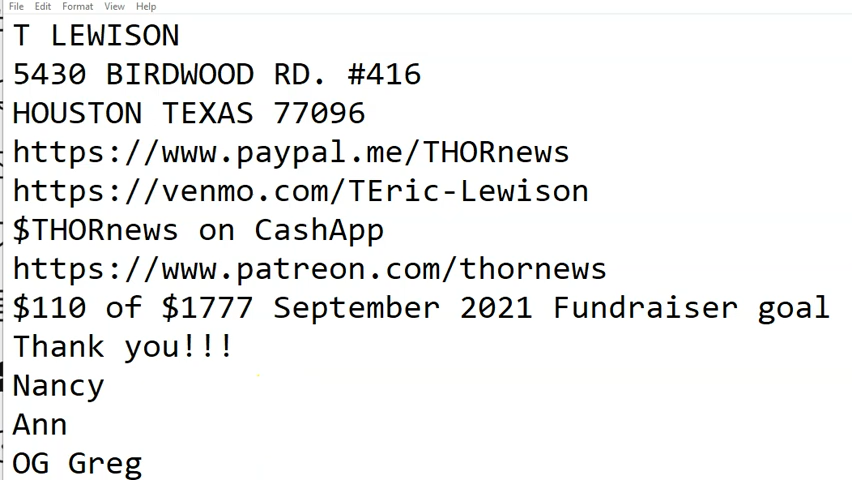 File Edit Format View Help
T LEWISON
5430 BIRDWOOD RD. #416
HOUSTON TEXAS 77096
https://www.paypal.me/THORnews
https://venmo.com/TEric-Lewison
$THORnews on CashApp
https://www.patreon.com/thornews
$110 of $1777 September 2021 Fundraiser goal
Thank you!!!
Nancy
Ann
OG Greg